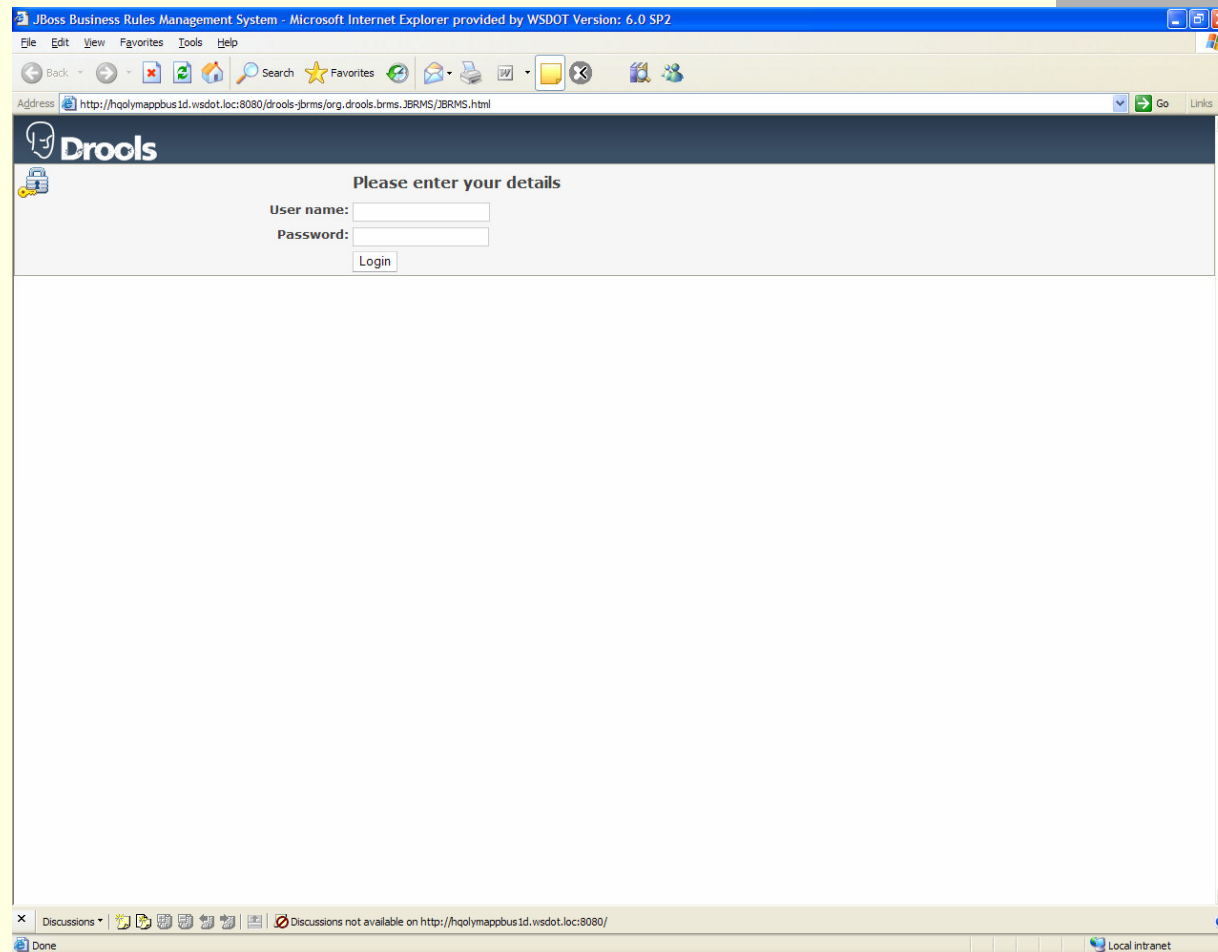 JBoss Business Rules Management System - Microsoft Internet Explorer provided by WSDOT Version: 6.0 SP2
File Edit View Favorites Tools Help
Back Search Favorites
Address http://hqolymappbus1d.wsdot.loc:8080/drools-jbrms/org.drools.brms.JBRMS/JBRMS.html Go Links
Drools
Please enter your details
User name:
Password:
Login
Discussions Discussions not available on http://hqolymappbus1d.wsdot.loc:8080/
Done Local intranet